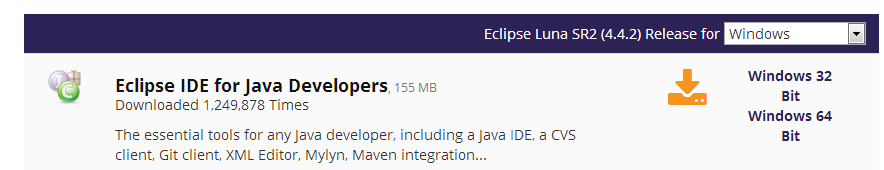 Eclipse Luna SR2 (4.4.2) Release for Windows
Eclipse IDE for Java Developers, 155 MB
Downloaded 1,249,878 Times
The essential tools for any Java developer, including a Java IDE, a CVS
client, Git client, XML Editor, Mylyn, Maven integration...
Windows 32
Bit
Windows 64
Bit